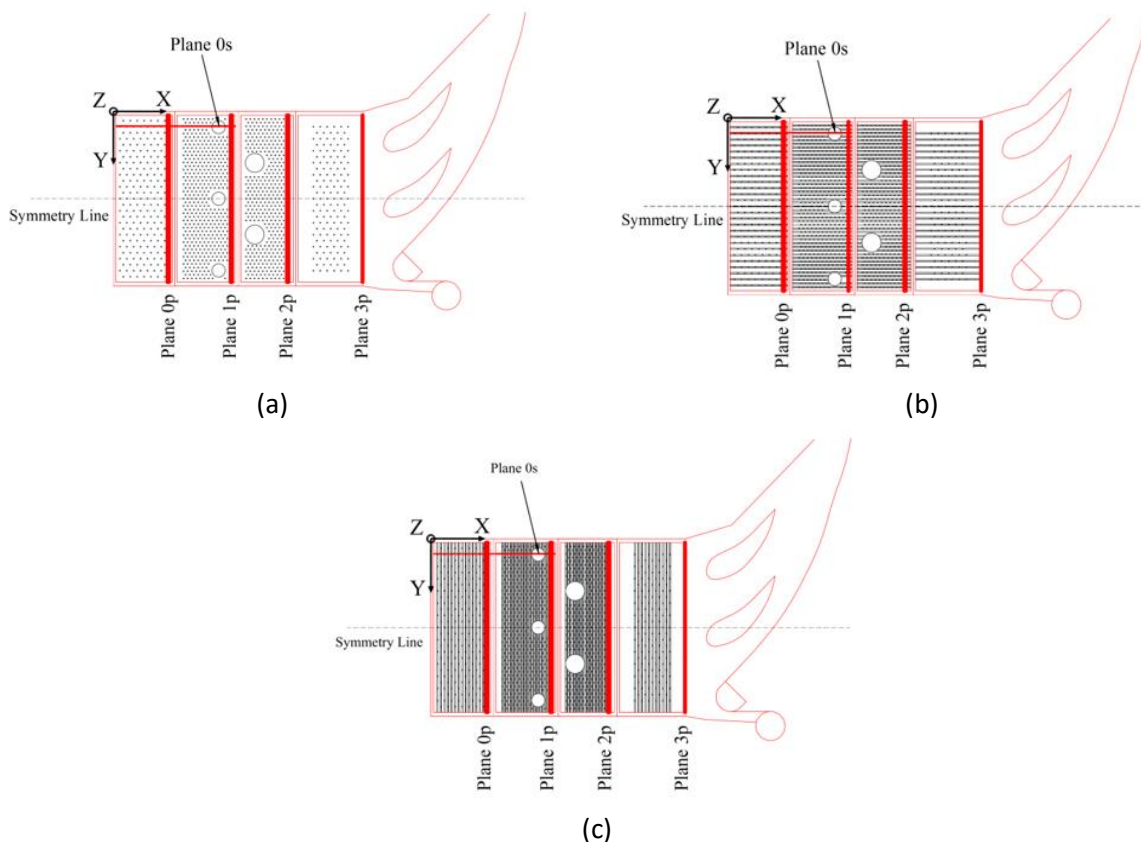 Plane 0s
Z
X
Y
Symmetry Line
Plane 0p
Plane 1p
Plane 2p
Plane 3p
(a)
Plane 0s
Z
X
Y
Symmetry Line
Plane 0p
Plane 1p
Plane 2p
Plane 3p
(b)
Plane 0s
Z
X
Y
Symmetry Line
Plane 0p
Plane 1p
Plane 2p
Plane 3p
(c)